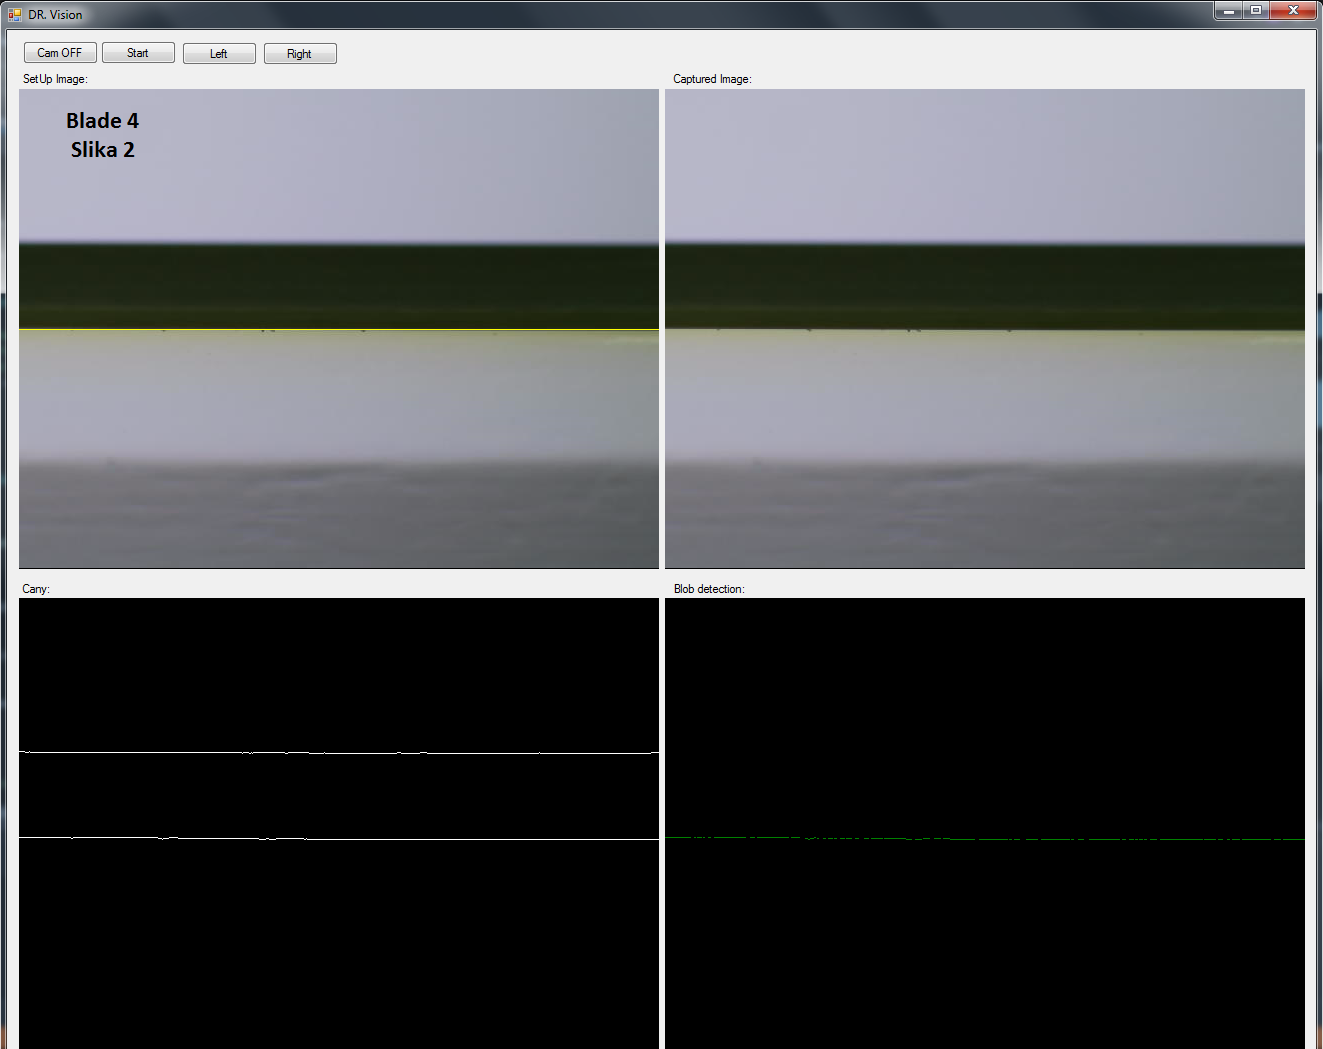 DR. Vision
Cam OFF
Start
Left
Right
SetUp Image:
Captured Image:
Blade 4
Slika 2
Cany:
Blob detection: